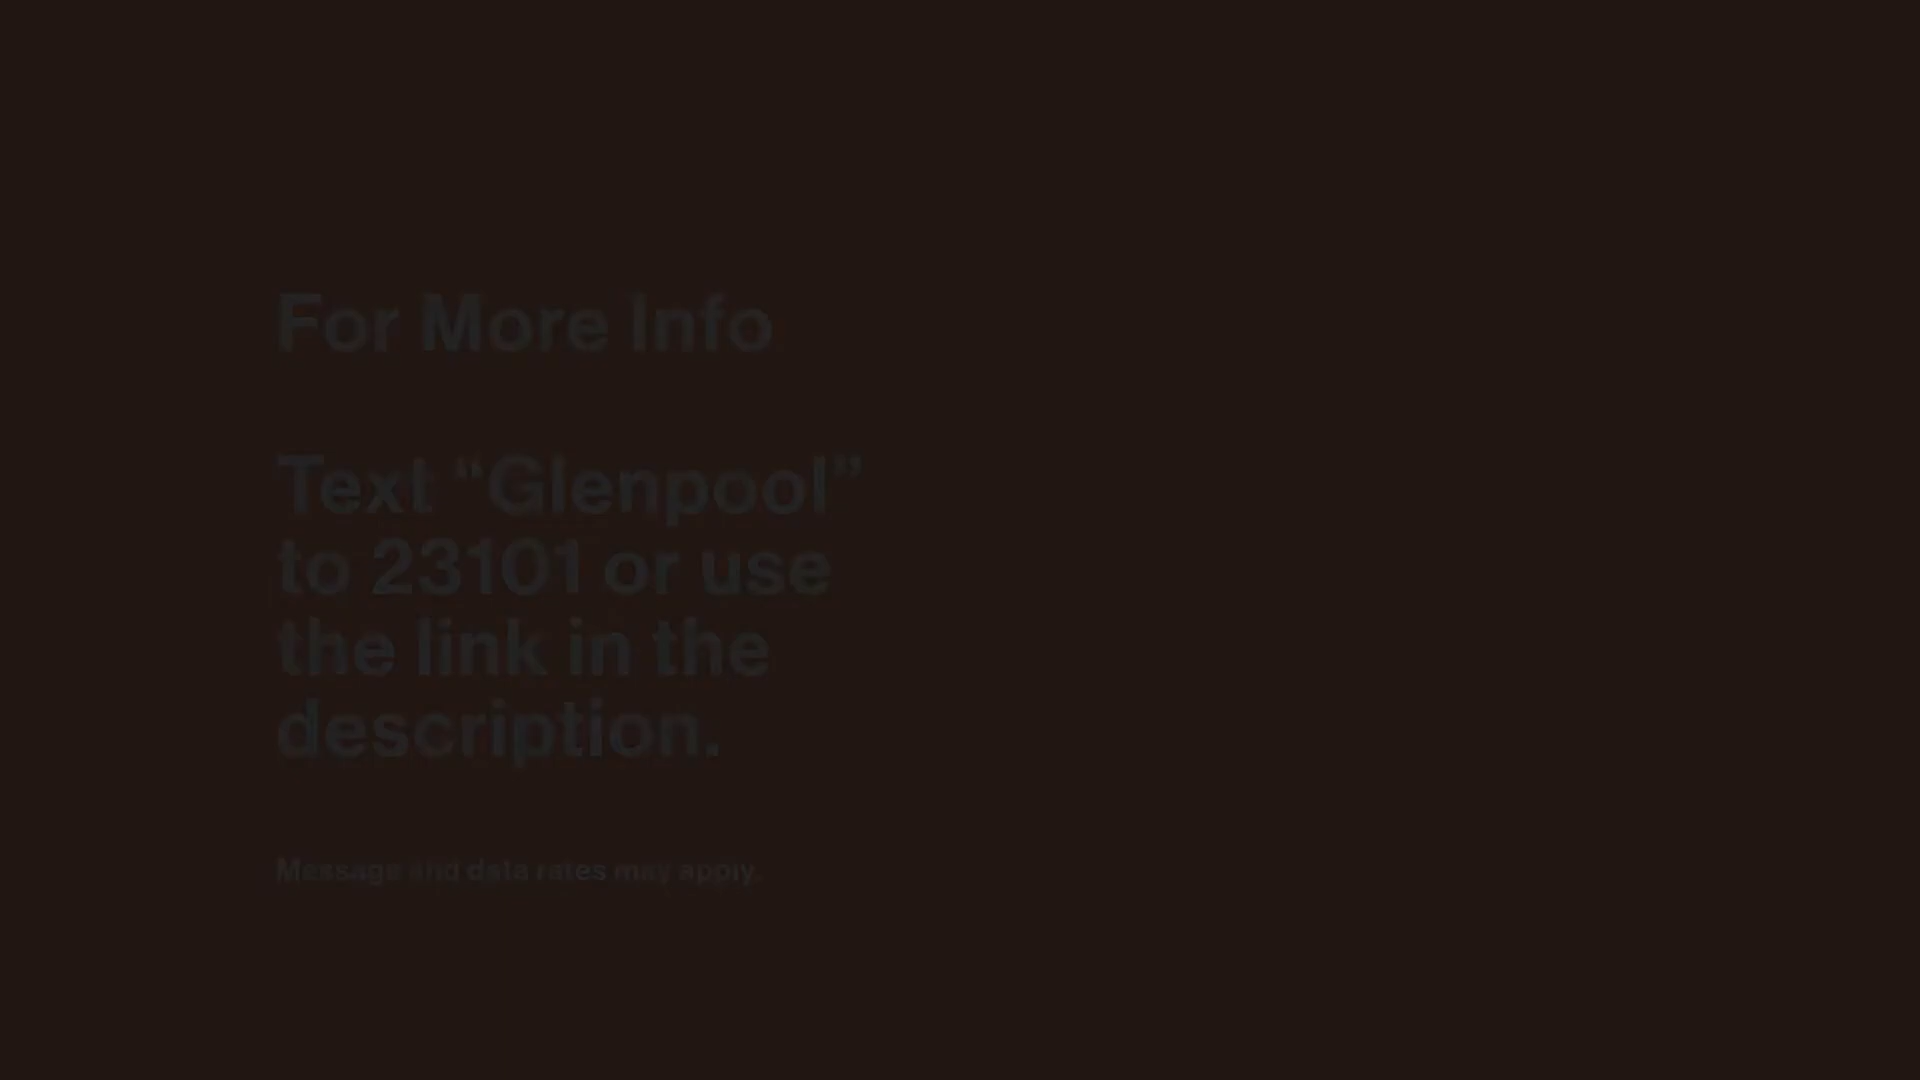 For More Info
Text “Glenpool”
to 23101 or use
the link in the
description.
Message and data rates may apply.